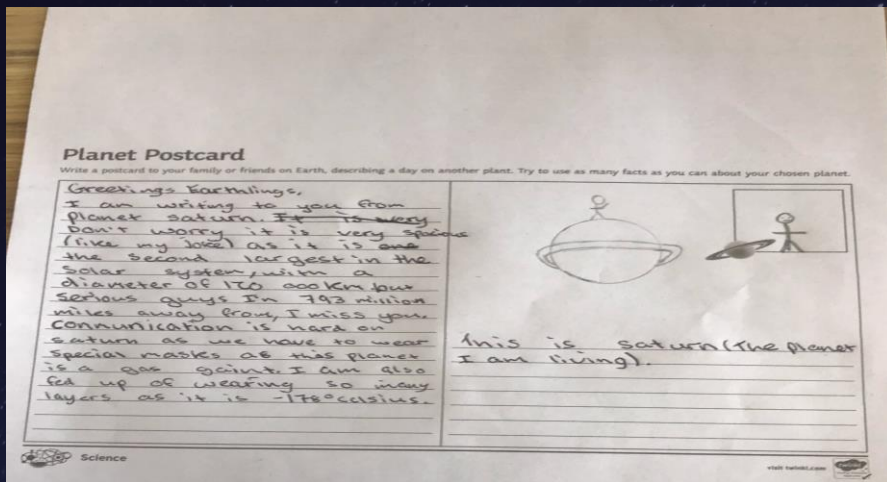 Planet Postcard
Write a postcard to your family or friends on Earth, describing a day on another plant. Try to use as many facts as you can about your chosen planet.
Greetings Earthlings,
I am writing to you from
planet saturn. It is very
Don't worry it is very spacious
(like my joke) as it is one
the second largest in the
solar system, with a
diameter of 120 000km but
serious guys I'm 793 million
miles away from, I miss you.
Connunication is hard on
saturn as we have to wear
special masks as this planet
is a gas gaint. I am also
fed up of wearing so many
layers as it is -178° celsius.
this is saturn (the planet
I am living).
Science
visit twinkl.com